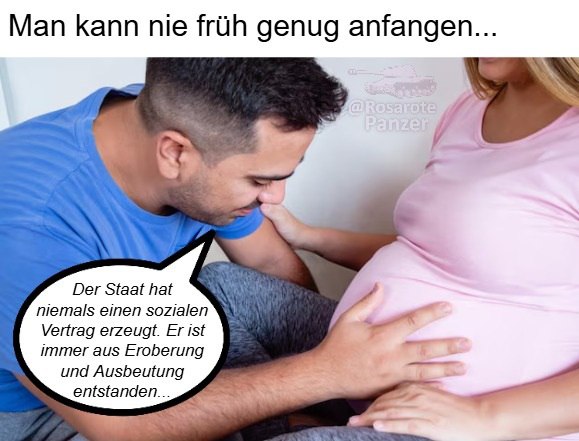 Man kann nie früh genug anfangen...
@Rosarote
Panzer
Der Staat hat
niemals einen sozialen
Vertrag erzeugt. Er ist
immer aus Eroberung
und Ausbeutung
entstanden...